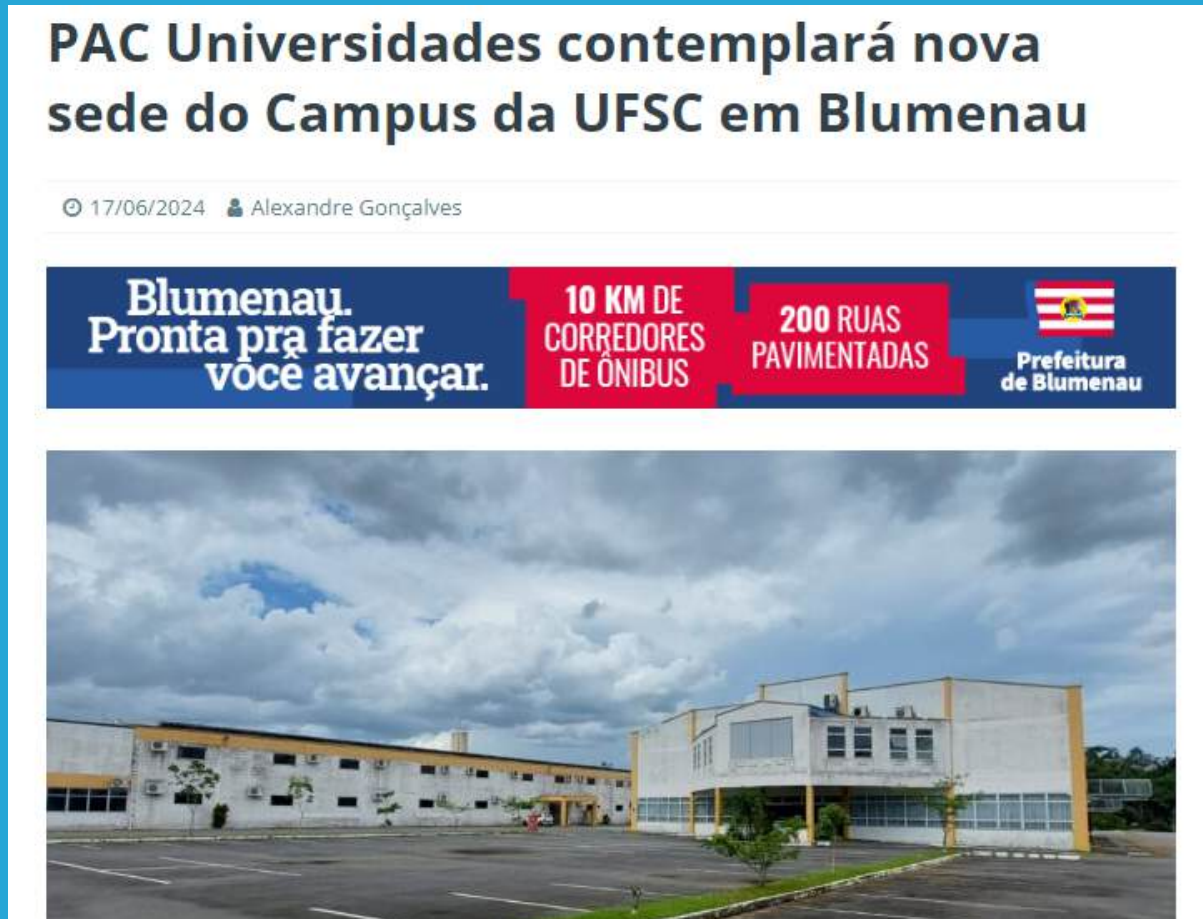 PAC Universidades contemplará nova
sede do Campus da UFSC em Blumenau
17/06/2024 Alexandre Gonçalves
Blumenau.
Pronta pra fazer
você avançar.
10 KM DE
CORREDORES
DE ÔNIBUS
200 RUAS
PAVIMENTADAS
Prefeitura
de Blumenau